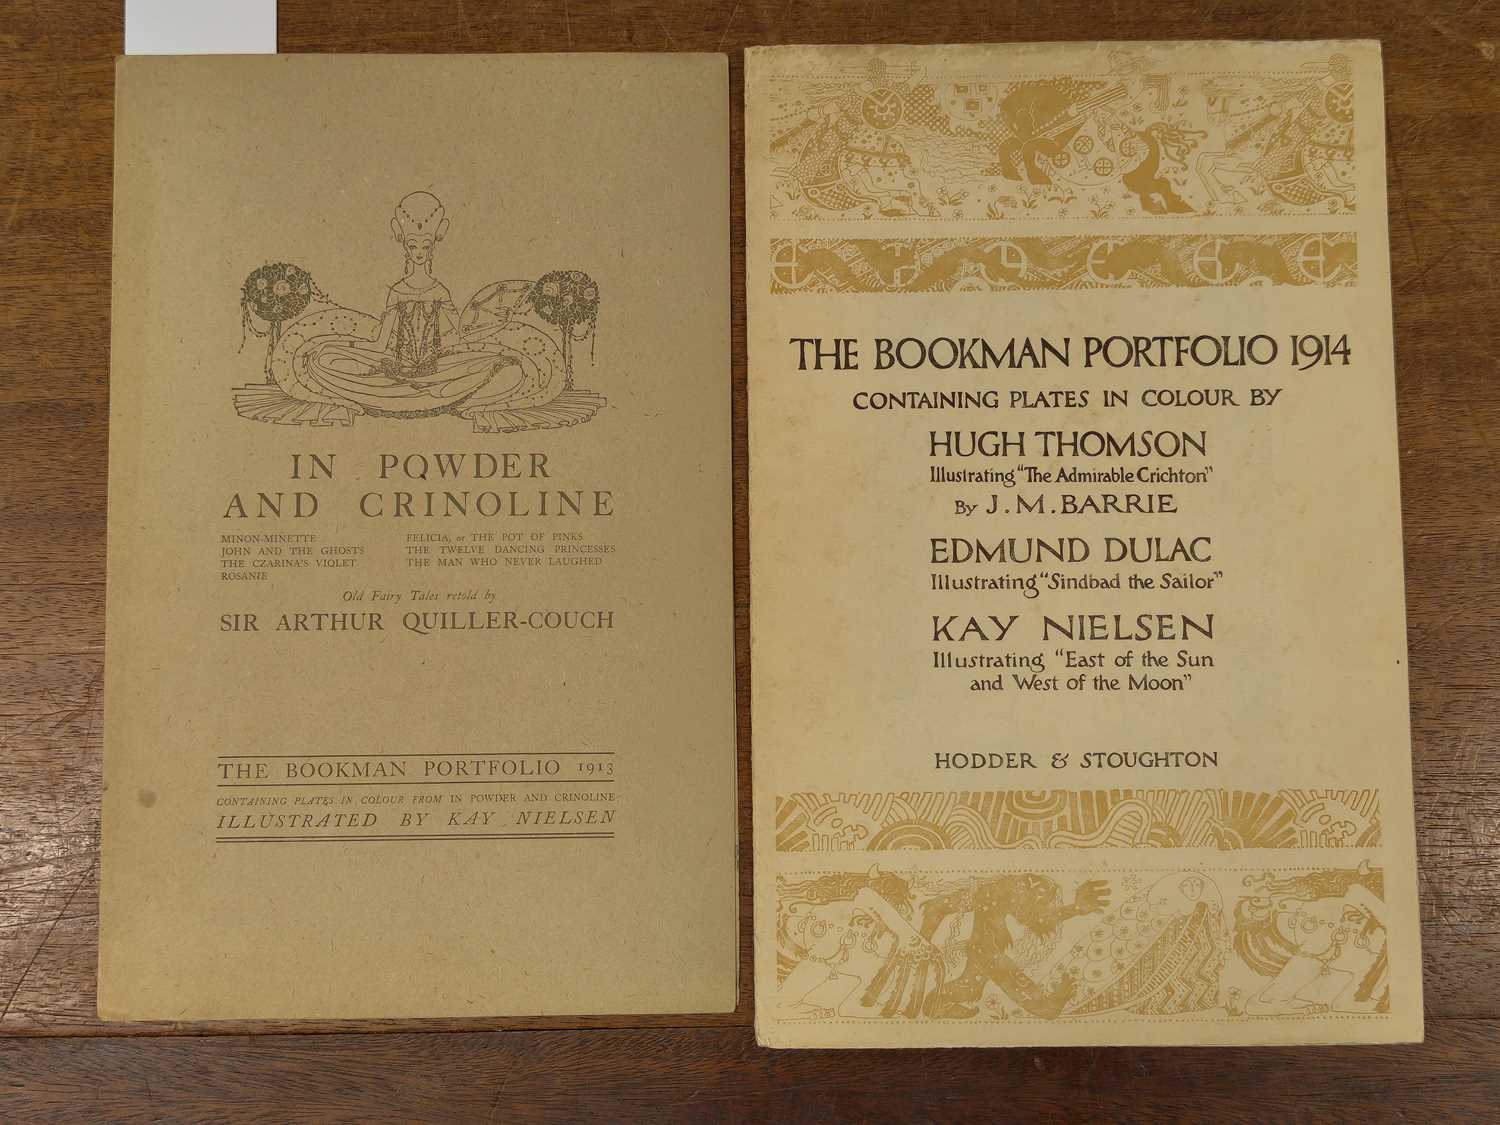 IN POWDER
AND CRINOLINE
MINON-MINETTE
JOHN AND THE GHOSTS
THE CZARINA'S VIOLET
ROSANIE
FELICIA, or THE POT OF PINKS
THE TWELVE DANCING PRINCESSES
THE MAN WHO NEVER LAUGHED
Old Fairy Tales retold by
SIR ARTHUR QUILLER-COUCH
THE BOOKMAN PORTFOLIO 1913
CONTAINING PLATES IN COLOUR FROM IN POWDER AND CRINOLINE
ILLUSTRATED BY KAY NIELSEN
THE BOOKMAN PORTFOLIO 1914
CONTAINING PLATES IN COLOUR BY
HUGH THOMSON
Illustrating "The Admirable Crichton"
By J. M. BARRIE
EDMUND DULAC
Illustrating "Sindbad the Sailor"
KAY NIELSEN
Illustrating "East of the Sun
and West of the Moon"
HODDER & STOUGHTON